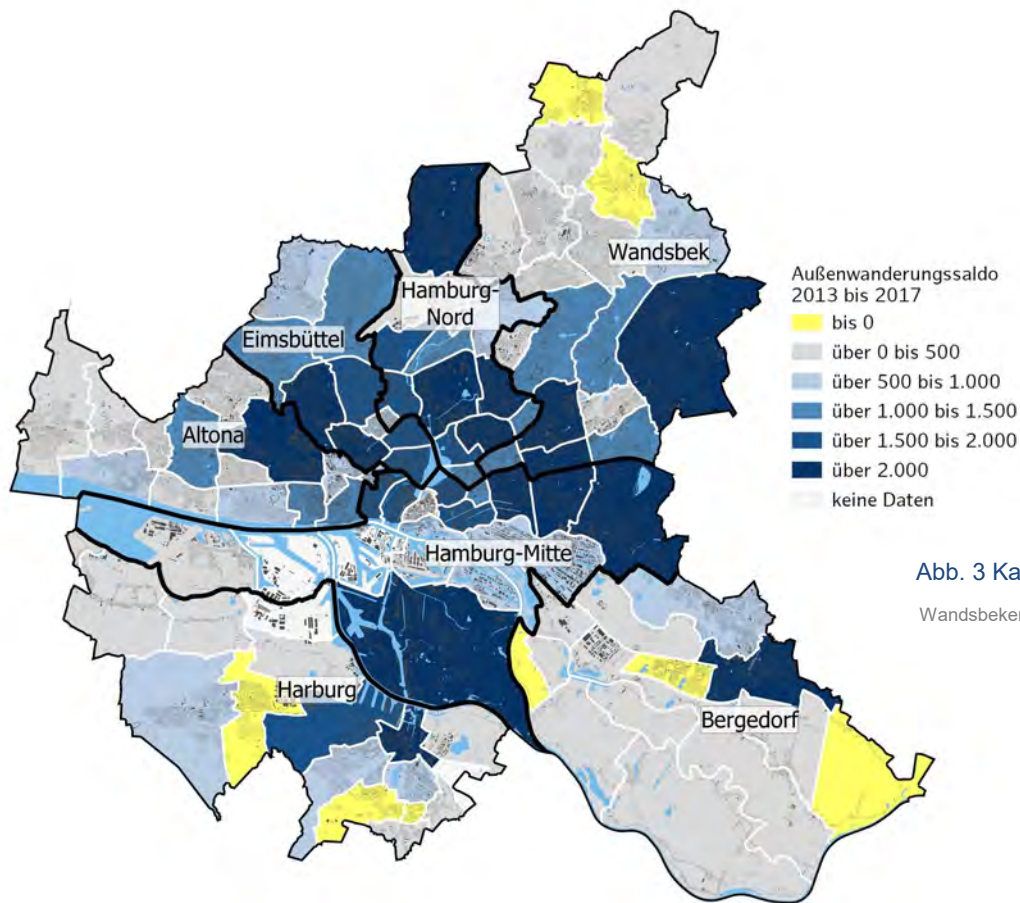 Wandsbek
Hamburg-
Nord
Eimsbüttel
Altona
Hamburg-Mitte
Harburg
Bergedorf
Außenwanderungssaldo
2013 bis 2017
bis 0
über 0 bis 500
über 500 bis 1.000
über 1.000 bis 1.500
über 1.500 bis 2.000
über 2.000
keine Daten
Abb. 3 Ka
Wandsbeker